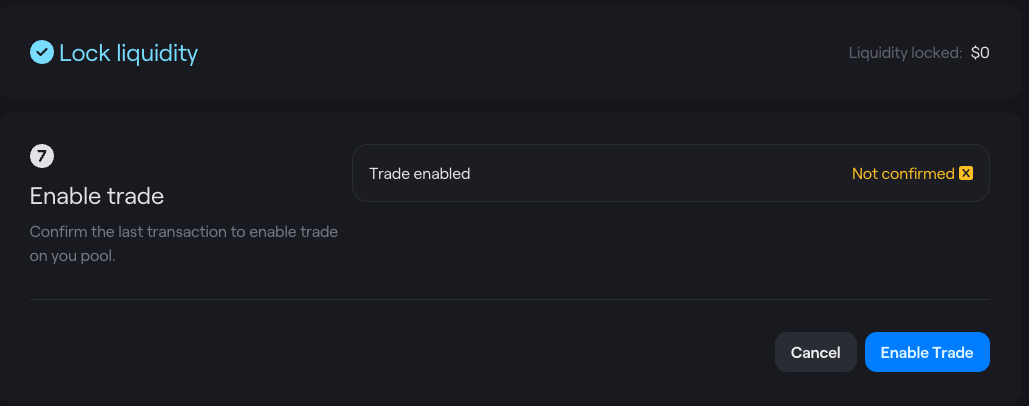 Lock liquidity
Liquidity locked: $0
7
Enable trade
Confirm the last transaction to enable trade
on you pool.
Trade enabled
Not confirmed x
Cancel
Enable Trade